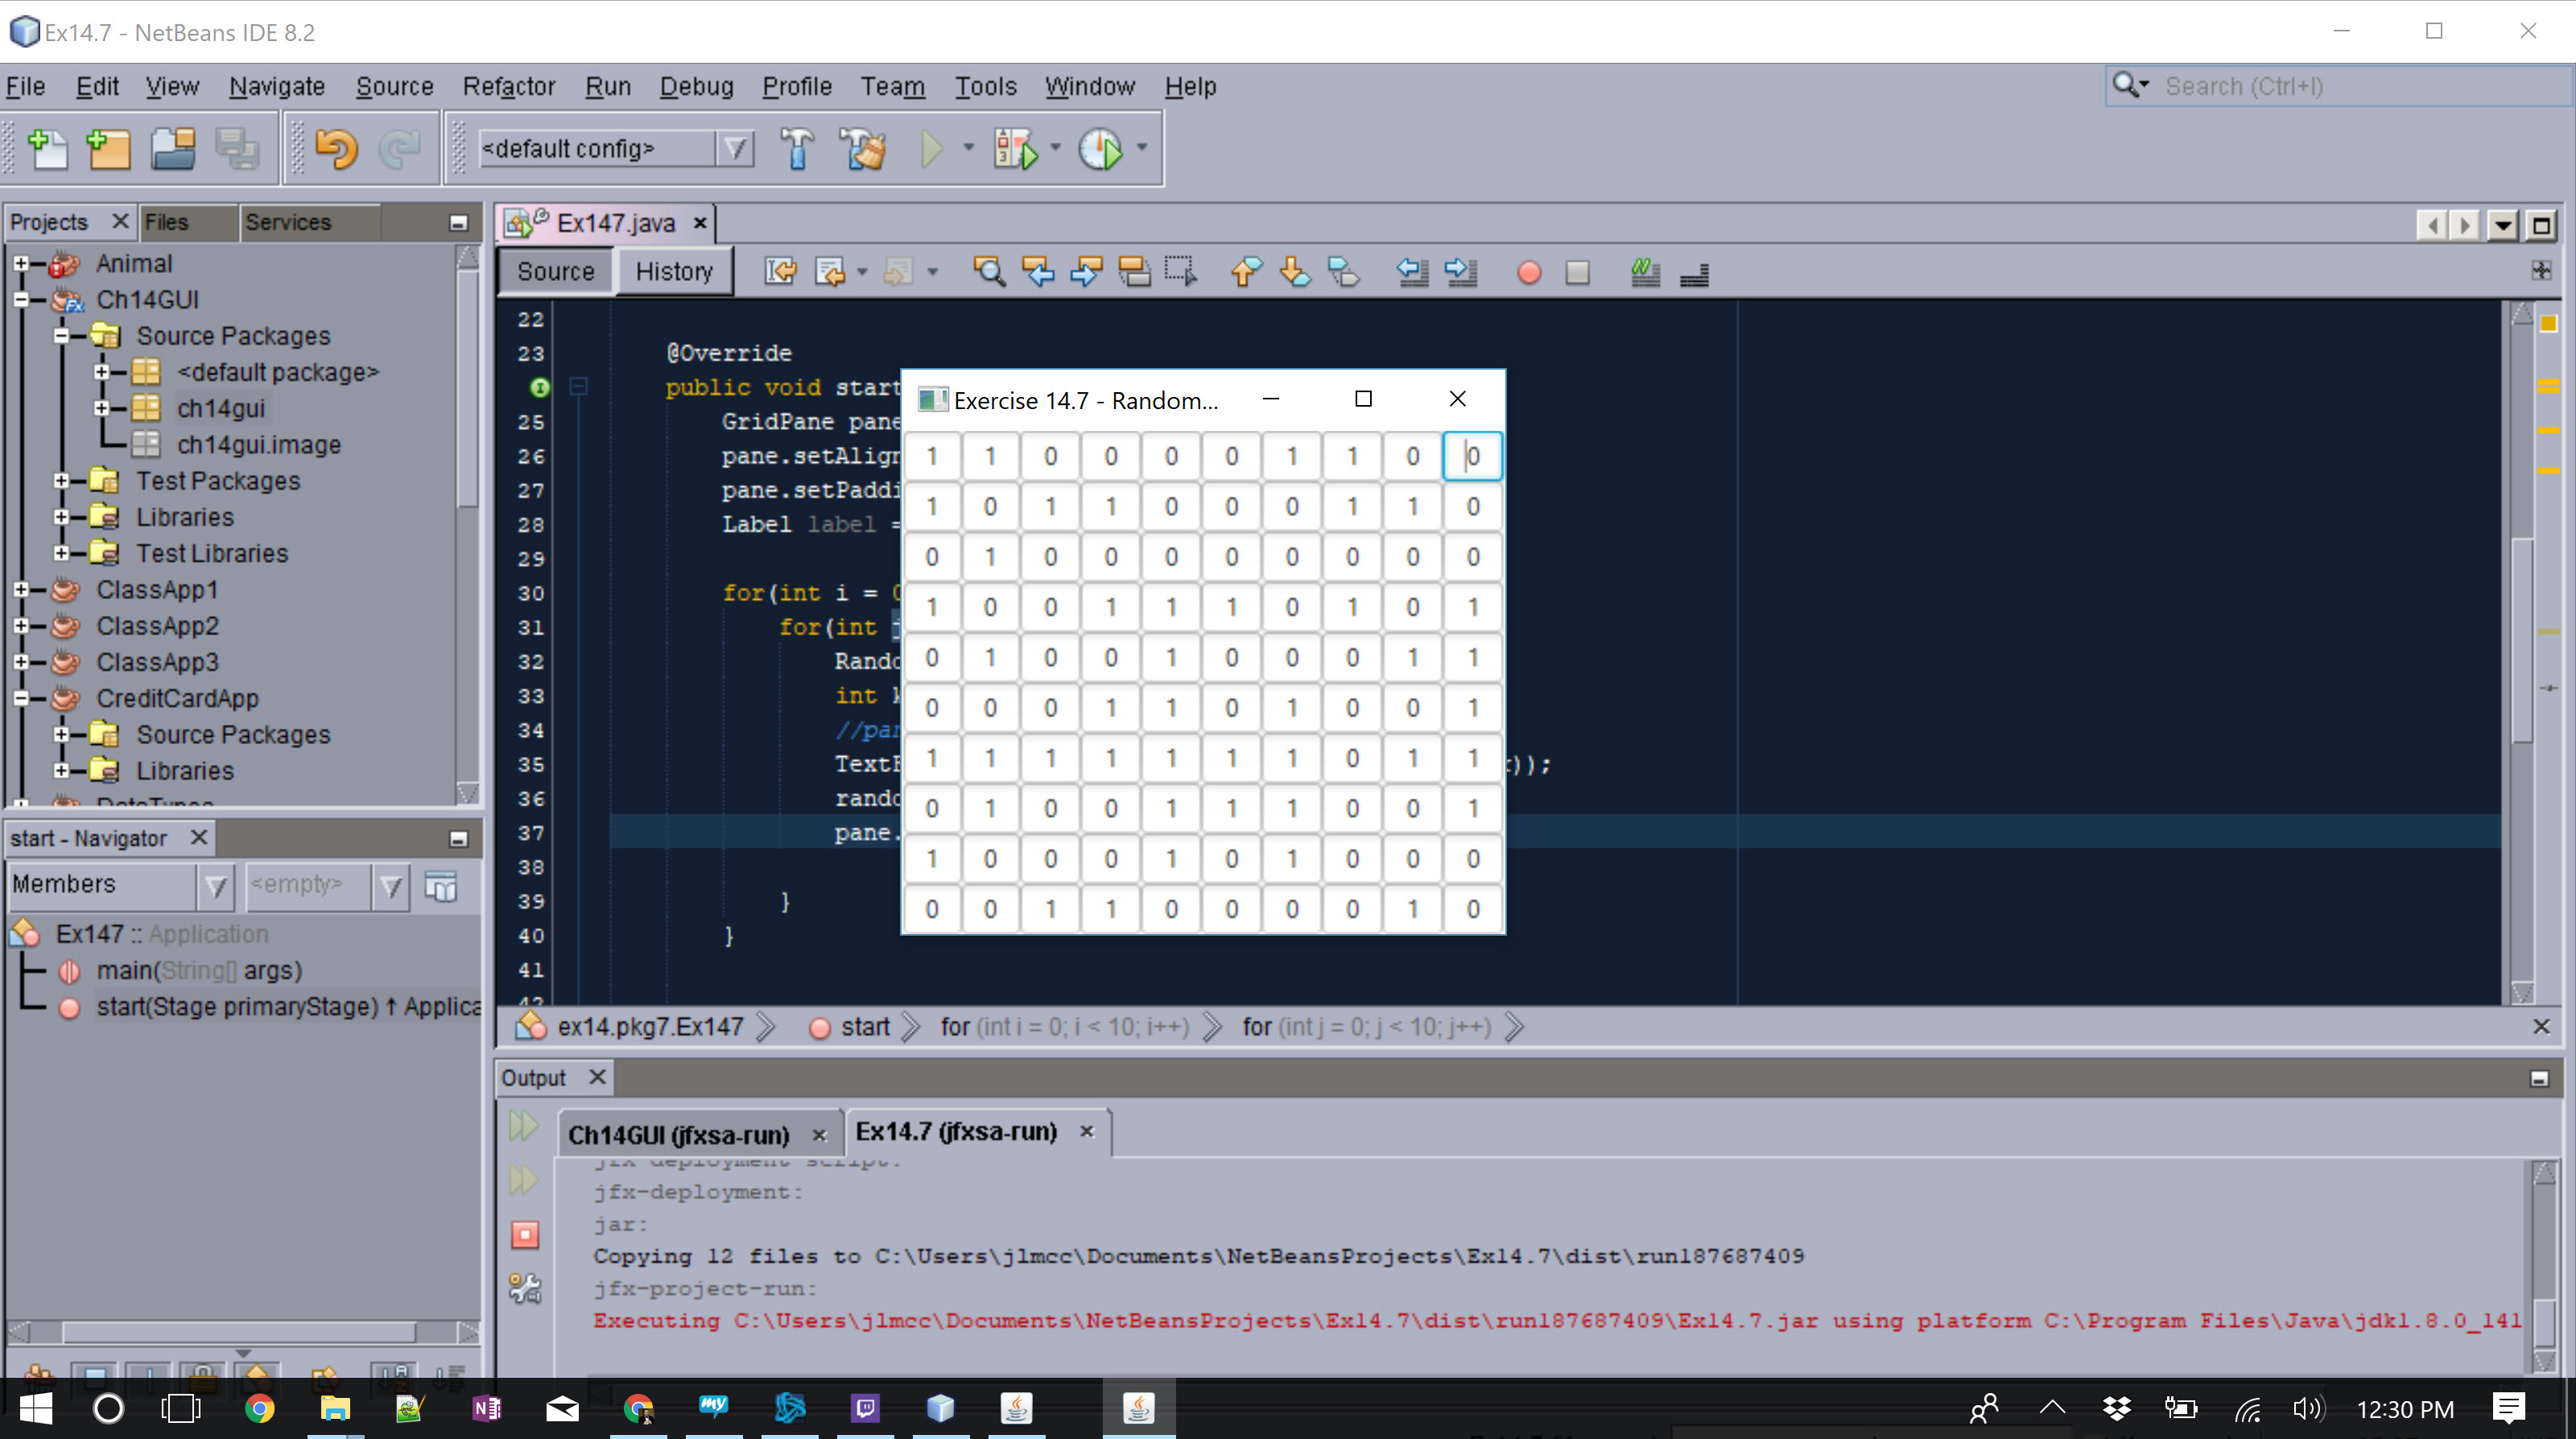 Ex14.7 - NetBeans IDE 8.2
File Edit View Navigate Source Refactor Run Debug Profile Team Tools Window Help
Search (Ctrl+I)
<default config>
Projects Files Services
Animal
Ch14GUI
Source Packages
<default package>
ch14gui
ch14gui.image
Test Packages
Libraries
Test Libraries
ClassApp1
ClassApp2
ClassApp3
CreditCardApp
Source Packages
Libraries
DataTypes
start - Navigator
Members <empty>
Ex147 :: Application
main(String[] args)
start(Stage primaryStage) ↑ Applica
Ex147.java
Source History
22
23 @Override
public void start
25 GridPane pane
26 pane.setAlign
27 pane.setPaddi
28 Label label =
29
30 for(int i = 0
31 for(int j
32 Rando
33 int k
34 //pan
35 Text ));
36 rando
37 pane.
38
39 }
40 }
41
42
Exercise 14.7 - Random...
1 1 0 0 0 0 1 1 0 0
1 0 1 1 0 0 0 1 1 0
0 1 0 0 0 0 0 0 0 0
1 0 0 1 1 1 0 1 0 1
0 1 0 0 1 0 0 0 1 1
0 0 0 1 1 0 1 0 0 1
1 1 1 1 1 1 1 0 1 1
0 1 0 0 1 1 1 0 0 1
1 0 0 0 1 0 1 0 0 0
0 0 1 1 0 0 0 0 1 0
ex14.pkg7.Ex147 start for (int i = 0; i < 10; i++) for (int j = 0; j < 10; j++)
Output
Ch14GUI (jfxsa-run) Ex14.7 (jfxsa-run)
jfx-deployment-script:
jfx-deployment:
jar:
Copying 12 files to C:\Users\jlmcc\Documents\NetBeansProjects\Ex14.7\dist\run187687409
jfx-project-run:
Executing C:\Users\jlmcc\Documents\NetBeansProjects\Ex14.7\dist\run187687409\Ex14.7.jar using platform C:\Program Files\Java\jdk1.8.0_141
my
12:30 PM